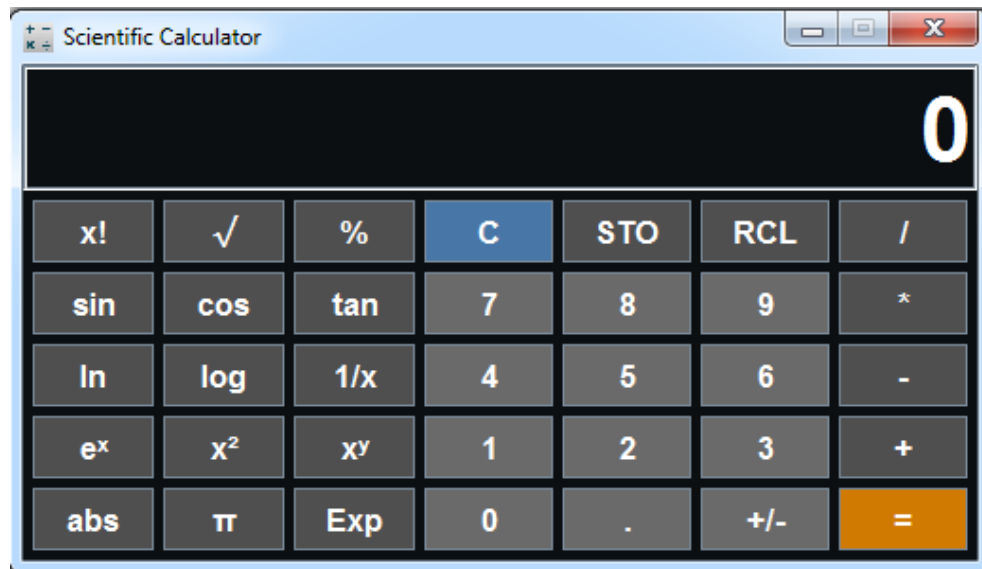 Scientific Calculator
0
x! √ % C STO RCL /
sin cos tan 7 8 9 *
ln log 1/x 4 5 6 -
eˣ x² xʸ 1 2 3 +
abs π Exp 0 . +/- =